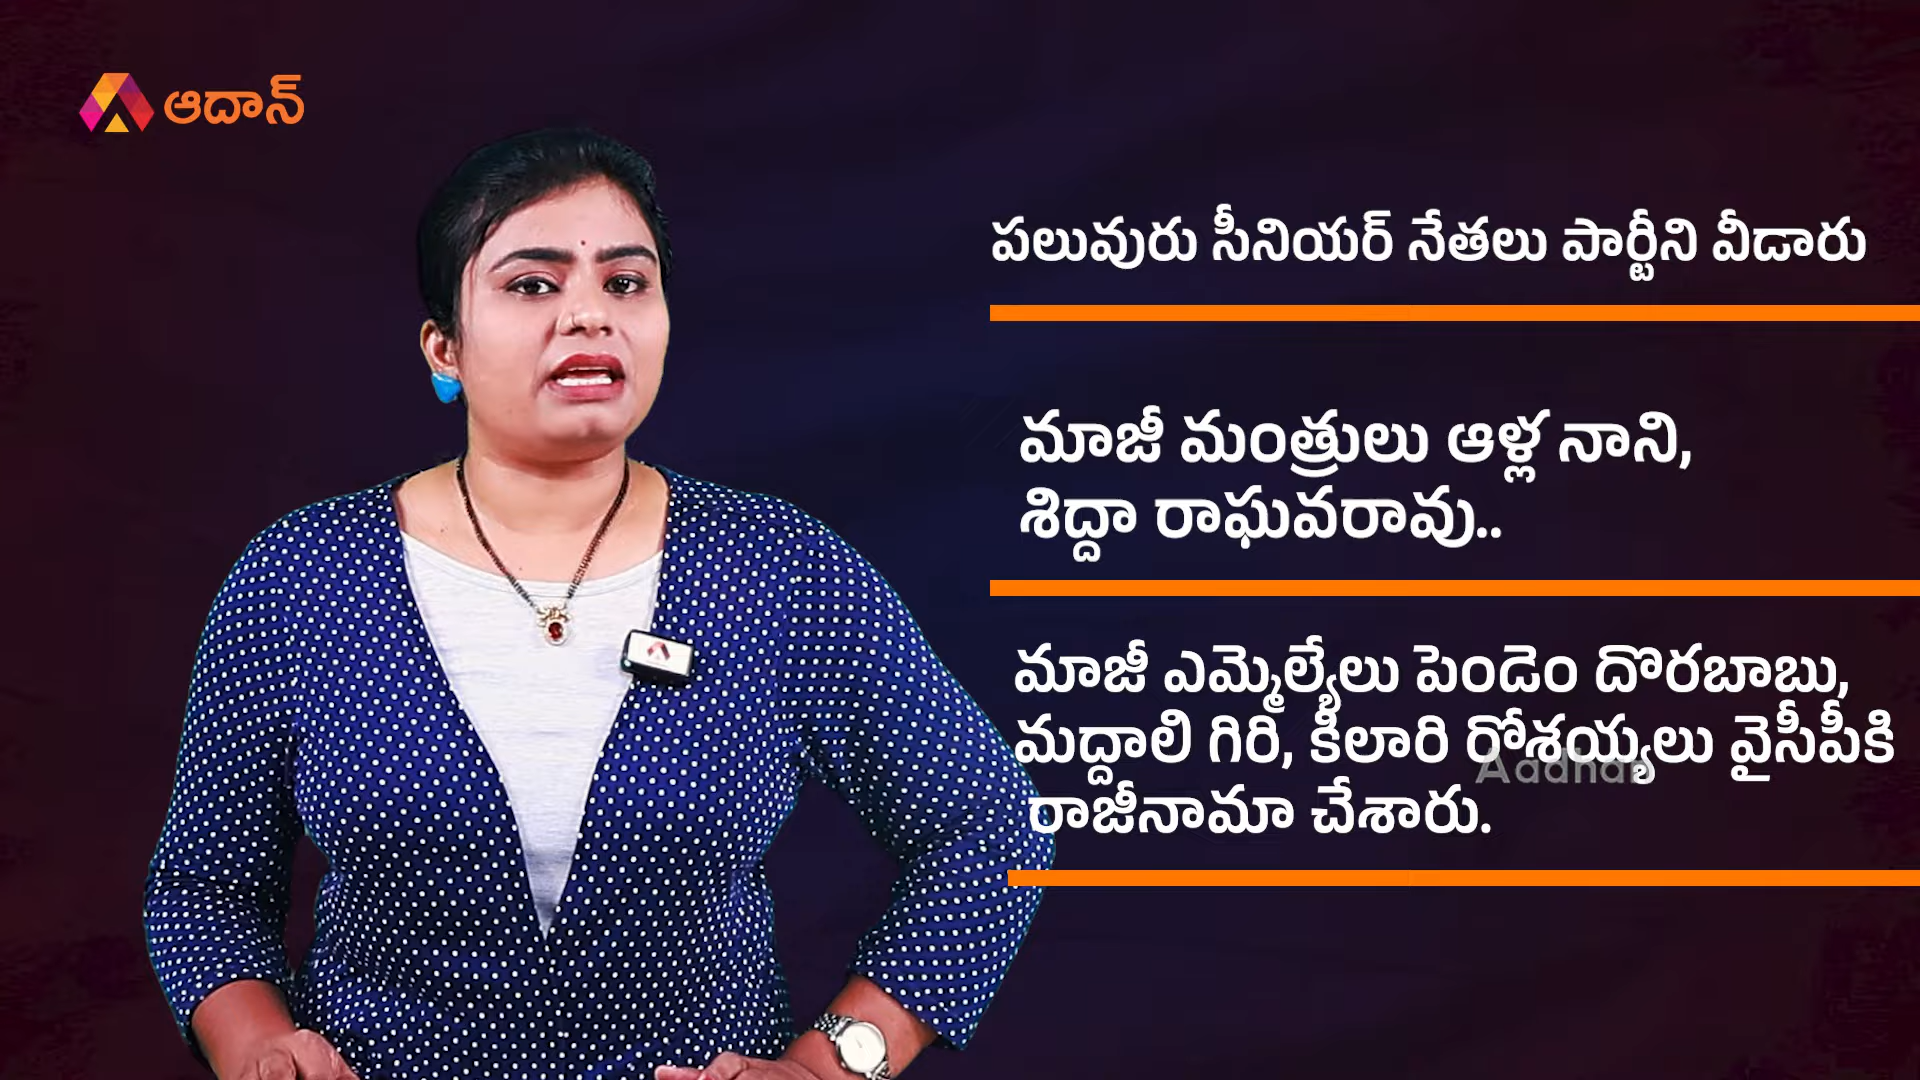 ఆదాన్
పలువురు సీనియర్ నేతలు పార్టీని వీడారు
మాజీ మంత్రులు ఆళ్ల నాని,
శిద్దా రాఘవరావు..
మాజీ ఎమ్మెల్యేలు పెండెం దొరబాబు,
మద్దాలి గిరి, కిలారి రోశయ్యలు వైసీపీకి
రాజీనామా చేశారు.
Aadhan